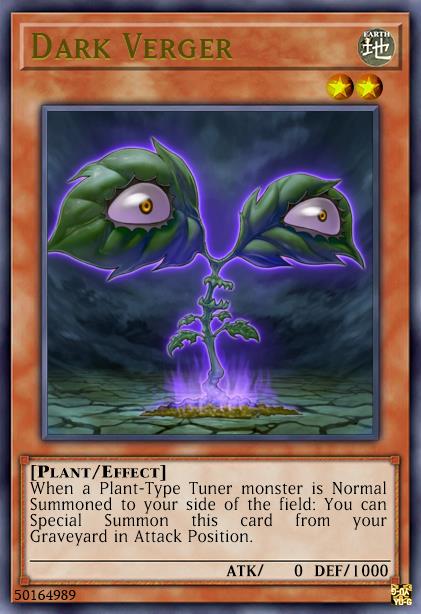 DARK VERGER
EARTH
地
[PLANT/EFFECT]
When a Plant-Type Tuner monster is Normal
Summoned to your side of the field: You can
Special Summon this card from your
Graveyard in Attack Position.
ATK/ 0 DEF/1000
50164989